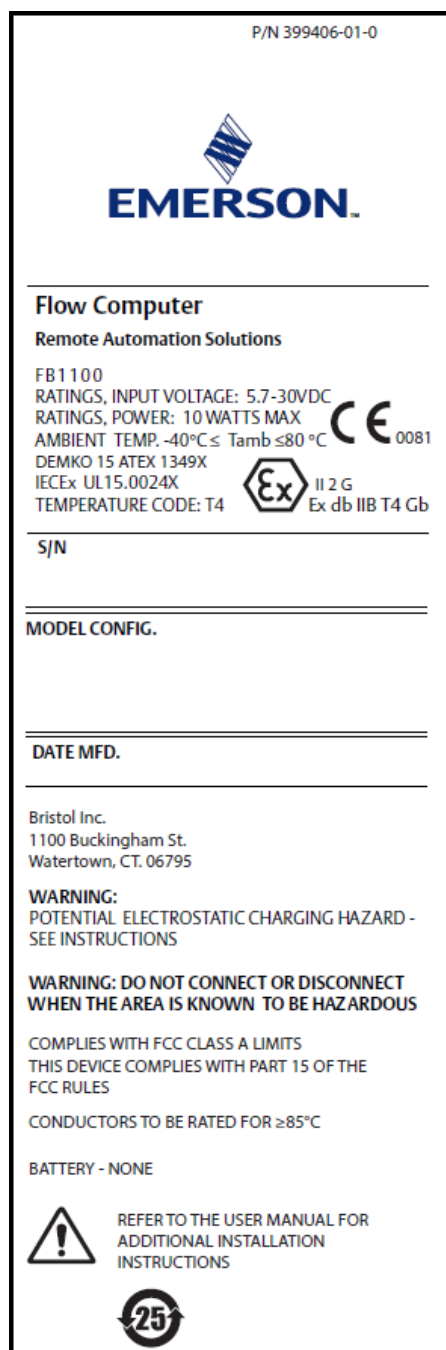 P/N 399406-01-0
EMERSON™
Flow Computer
Remote Automation Solutions
FB1100
RATINGS, INPUT VOLTAGE: 5.7-30VDC
RATINGS, POWER: 10 WATTS MAX
AMBIENT TEMP. -40°C ≤ Tamb ≤80 °C
CE 0081
DEMKO 15 ATEX 1349X
IECEx UL15.0024X
Ex II 2 G
TEMPERATURE CODE: T4
Ex db IIB T4 Gb
S/N
MODEL CONFIG.
DATE MFD.
Bristol Inc.
1100 Buckingham St.
Watertown, CT. 06795
WARNING:
POTENTIAL ELECTROSTATIC CHARGING HAZARD -
SEE INSTRUCTIONS
WARNING: DO NOT CONNECT OR DISCONNECT
WHEN THE AREA IS KNOWN TO BE HAZARDOUS
COMPLIES WITH FCC CLASS A LIMITS
THIS DEVICE COMPLIES WITH PART 15 OF THE
FCC RULES
CONDUCTORS TO BE RATED FOR ≥85°C
BATTERY - NONE
REFER TO THE USER MANUAL FOR
ADDITIONAL INSTALLATION
INSTRUCTIONS
25